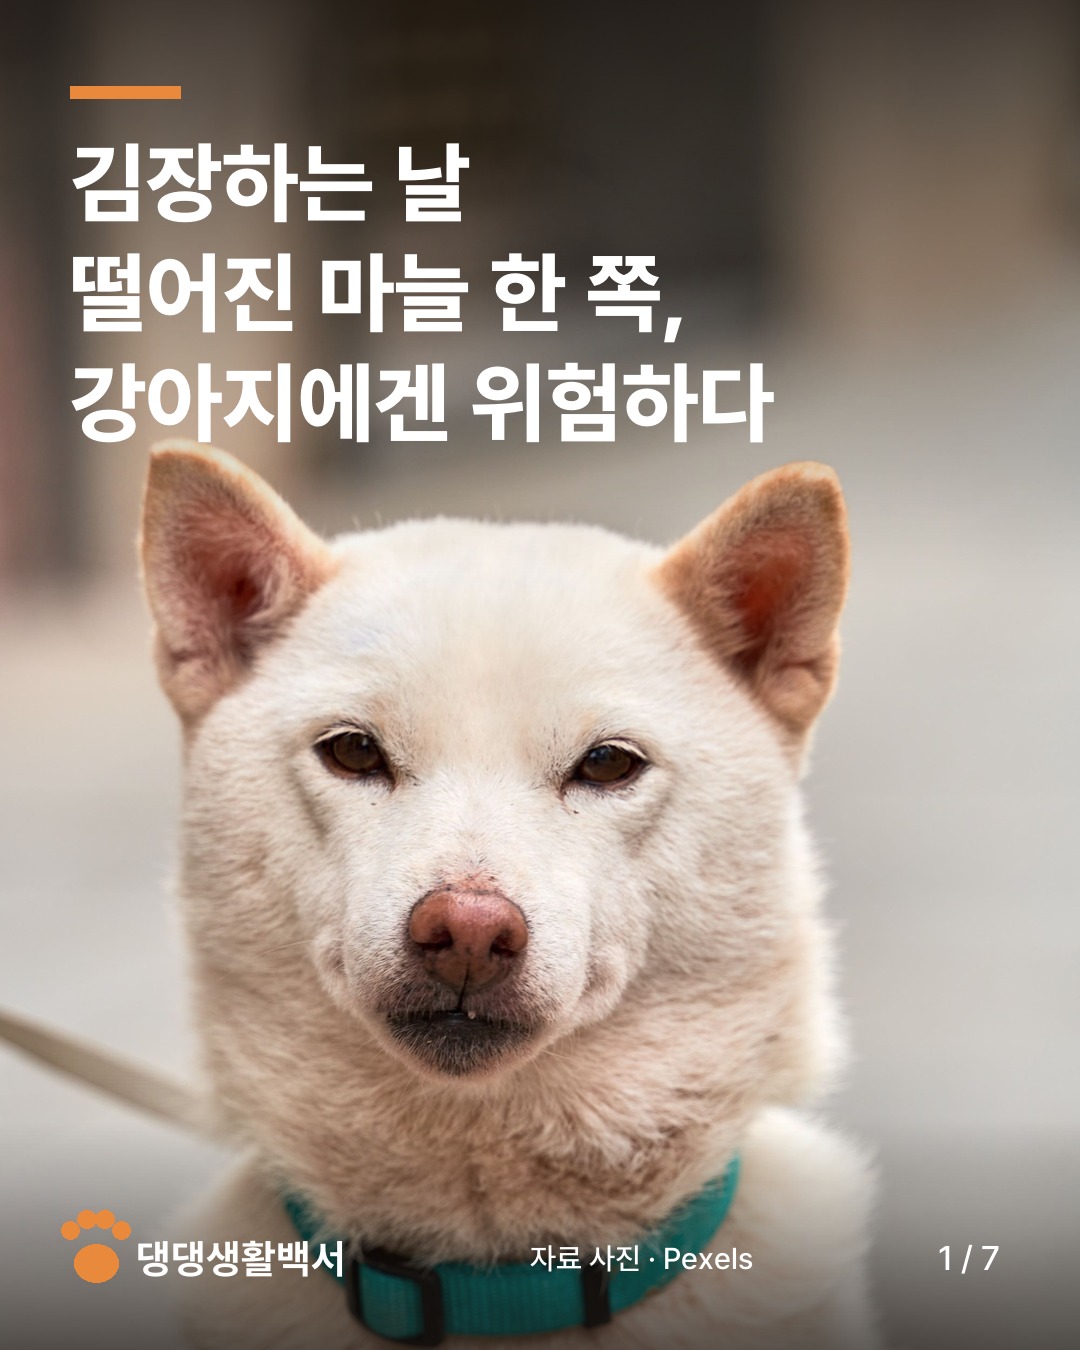 김장하는 날
떨어진 마늘 한 쪽,
강아지에겐 위험하다
댕댕생활백서
자료 사진 · Pexels
1 / 7